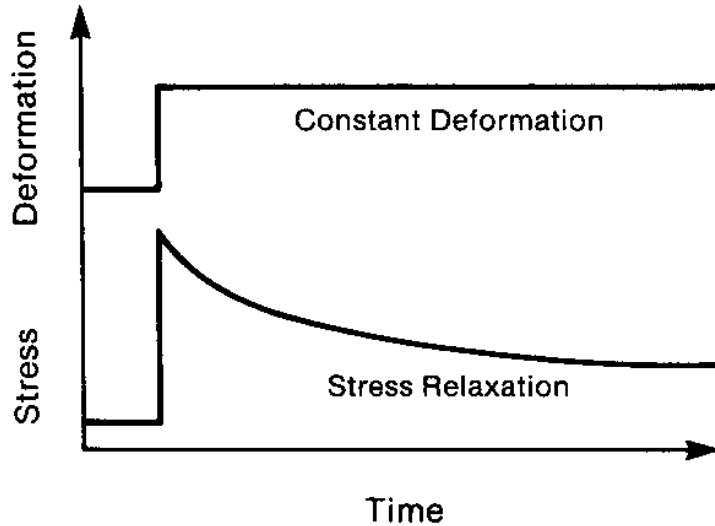 Deformation
Constant Deformation
Stress
Stress Relaxation
Time